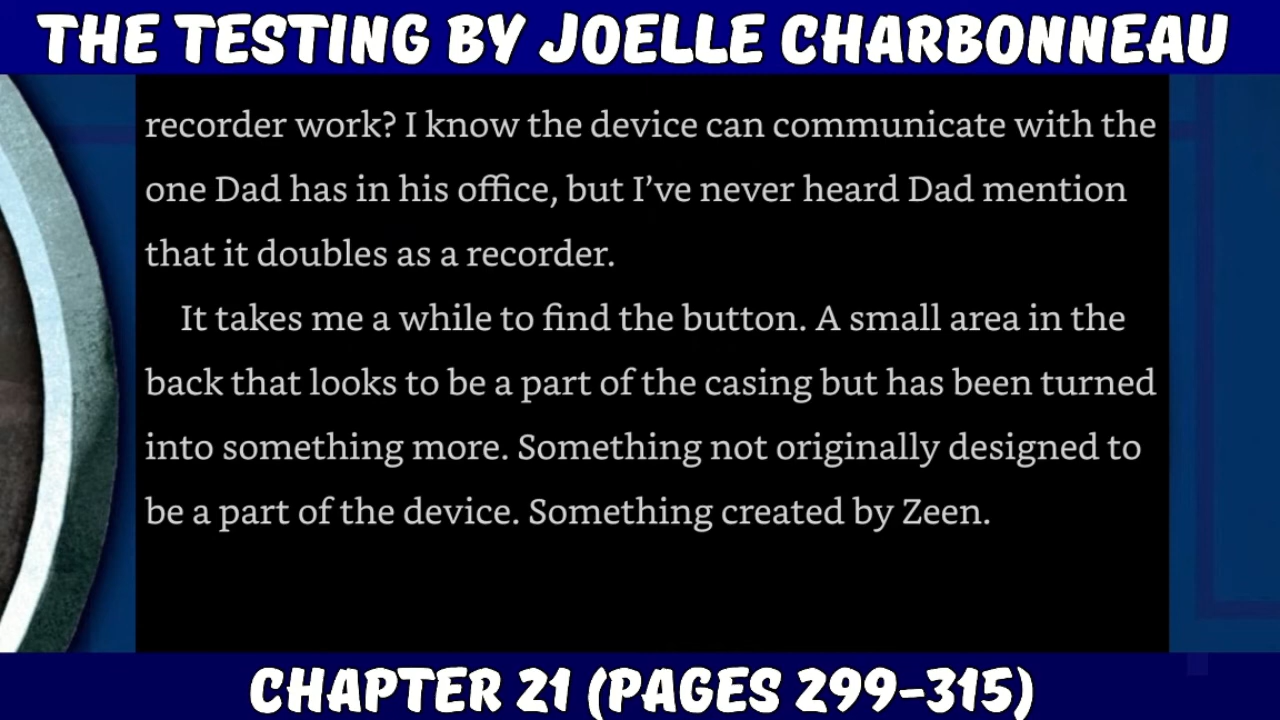 THE TESTING BY JOELLE CHARBONNEAU
recorder work? I know the device can communicate with the
one Dad has in his office, but I’ve never heard Dad mention
that it doubles as a recorder.
It takes me a while to find the button. A small area in the
back that looks to be a part of the casing but has been turned
into something more. Something not originally designed to
be a part of the device. Something created by Zeen.
CHAPTER 21 (PAGES 299-315)